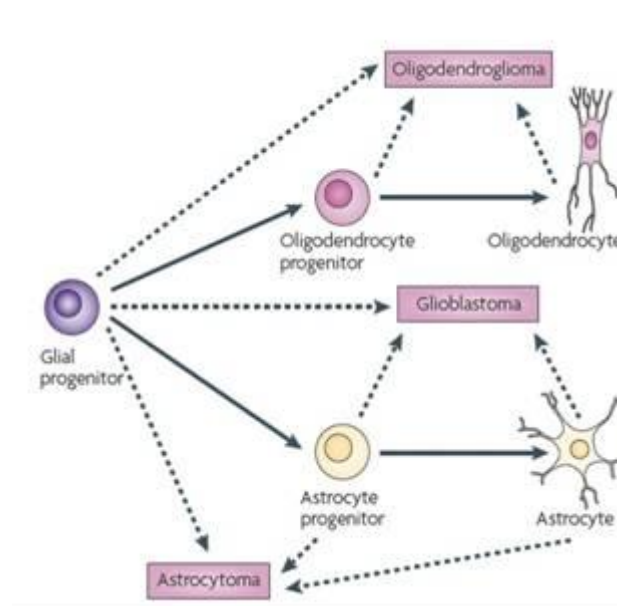 Oligodendroglioma
Oligodendrocyte
progenitor
Oligodendrocyte
Glioblastoma
Glial
progenitor
Astrocyte
progenitor
Astrocyte
Astrocytoma